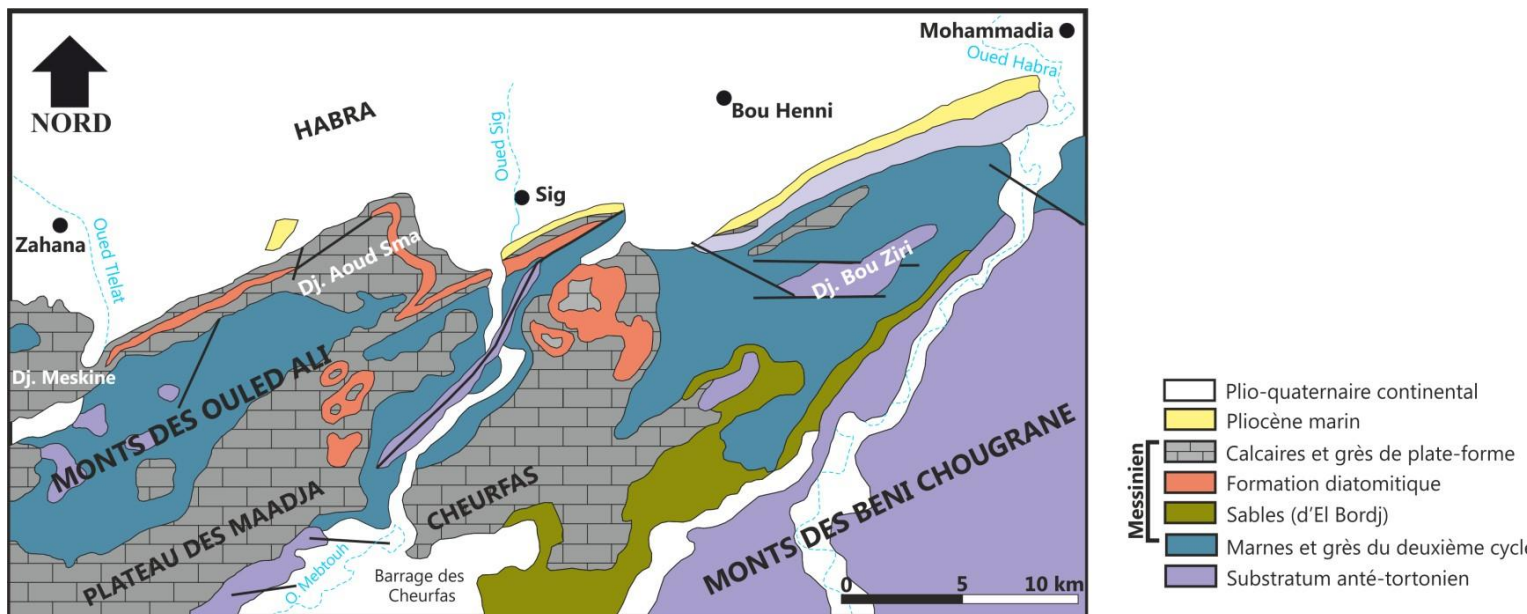 Mohammadia
Oued Habra
NORD
HABRA
Oued Sig
Bou Henni
Sig
Zahana
Oued Tlelat
Dj. Aoud Sma
Dj. Bou Ziri
Dj. Meskine
MONTS DES OULED ALI
PLATEAU DES MAADJA
CHEURFAS
MONTS DES BENI CHOUGRANE
O. Mebtouh
Barrage des
Cheurfas
0 5 10 km
Plio-quaternaire continental
Pliocène marin
Messinien
Calcaires et grès de plate-forme
Formation diatomitique
Sables (d'El Bordj)
Marnes et grès du deuxième cycle
Substratum anté-tortonien